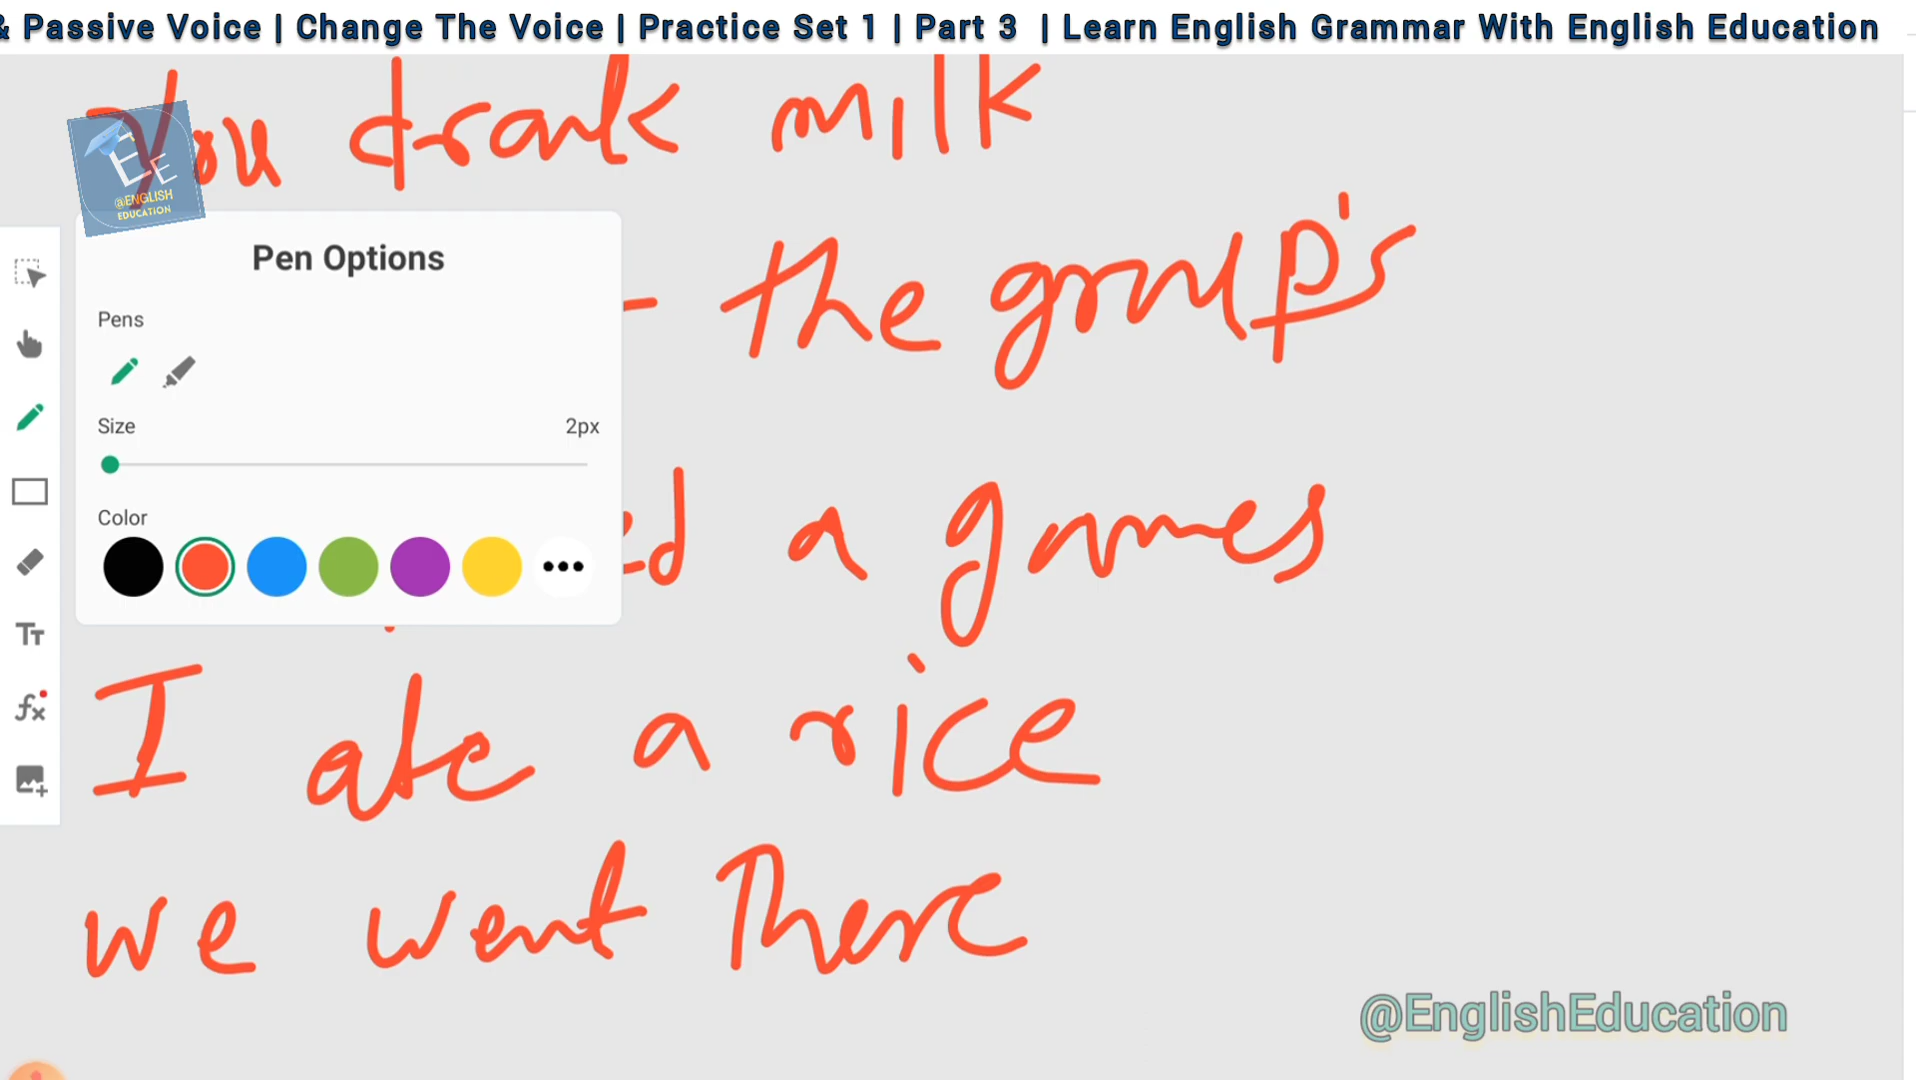 & Passive Voice | Change The Voice | Practice Set 1 | Part 3 | Learn English Grammar With English Education
You drank milk
@ENGLISH
EDUCATION
Pen Options
the group's
Pens
Size 2px
a games
Color
I ate a rice
we went There
@EnglishEducation